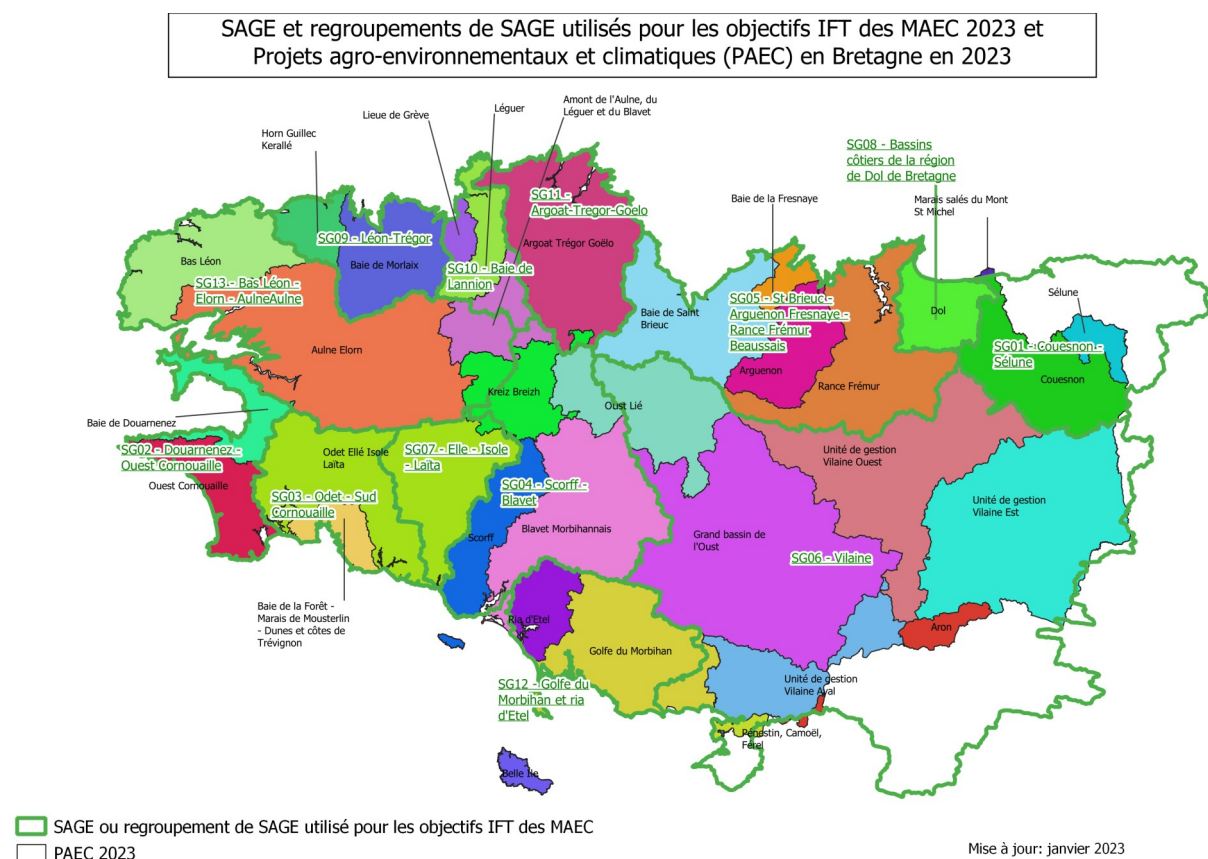 SAGE et regroupements de SAGE utilisés pour les objectifs IFT des MAEC 2023 et
Projets agro-environnementaux et climatiques (PAEC) en Bretagne en 2023
Amont de l'Aulne, du
Léguer et du Blavet
Léguer
Lieue de Grève
Horn Guillec
Kerallé
SG08 - Bassins
côtiers de la région
de Dol de Bretagne
Baie de la Fresnaye
Marais salés du Mont
St Michel
SG11 -
Argoat-Tregor-Goelo
Argoat Trégor Goëlo
SG09 - Léon-Trégor
Baie de Morlaix
Bas Léon
SG10 - Baie de
Lannion
SG13 - Bas Léon -
Elorn - AulneAulne
Sélune
SG05 - St Brieuc -
Arguenon Fresnaye -
Rance Frémur
Beaussais
Baie de Saint
Brieuc
Dol
SG01 - Couesnon -
Sélune
Aulne Elorn
Arguenon
Rance Frémur
Couesnon
Kreiz Breizh
Oust Lié
Baie de Douarnenez
SG02 - Douarnenez -
Ouest Cornouaille
Ouest Cornouaille
Odet Ellé Isole
Laïta
SG07 - Elle - Isole
- Laïta
Unité de gestion
Vilaine Ouest
SG03 - Odet - Sud
Cornouaille
SG04 - Scorff -
Blavet
Unité de gestion
Vilaine Est
Blavet Morbihannais
Scorff
Grand bassin de
l'Oust
SG06 - Vilaine
Baie de la Forêt -
Marais de Mousterlin
- Dunes et côtes de
Trévignon
Ria d'Etel
Aron
Golfe du Morbihan
SG12 - Golfe du
Morbihan et ria
d'Etel
Unité de gestion
Vilaine Aval
Pénestin, Camoël,
Férel
Belle Ile
SAGE ou regroupement de SAGE utilisé pour les objectifs IFT des MAEC
PAEC 2023
Mise à jour: janvier 2023